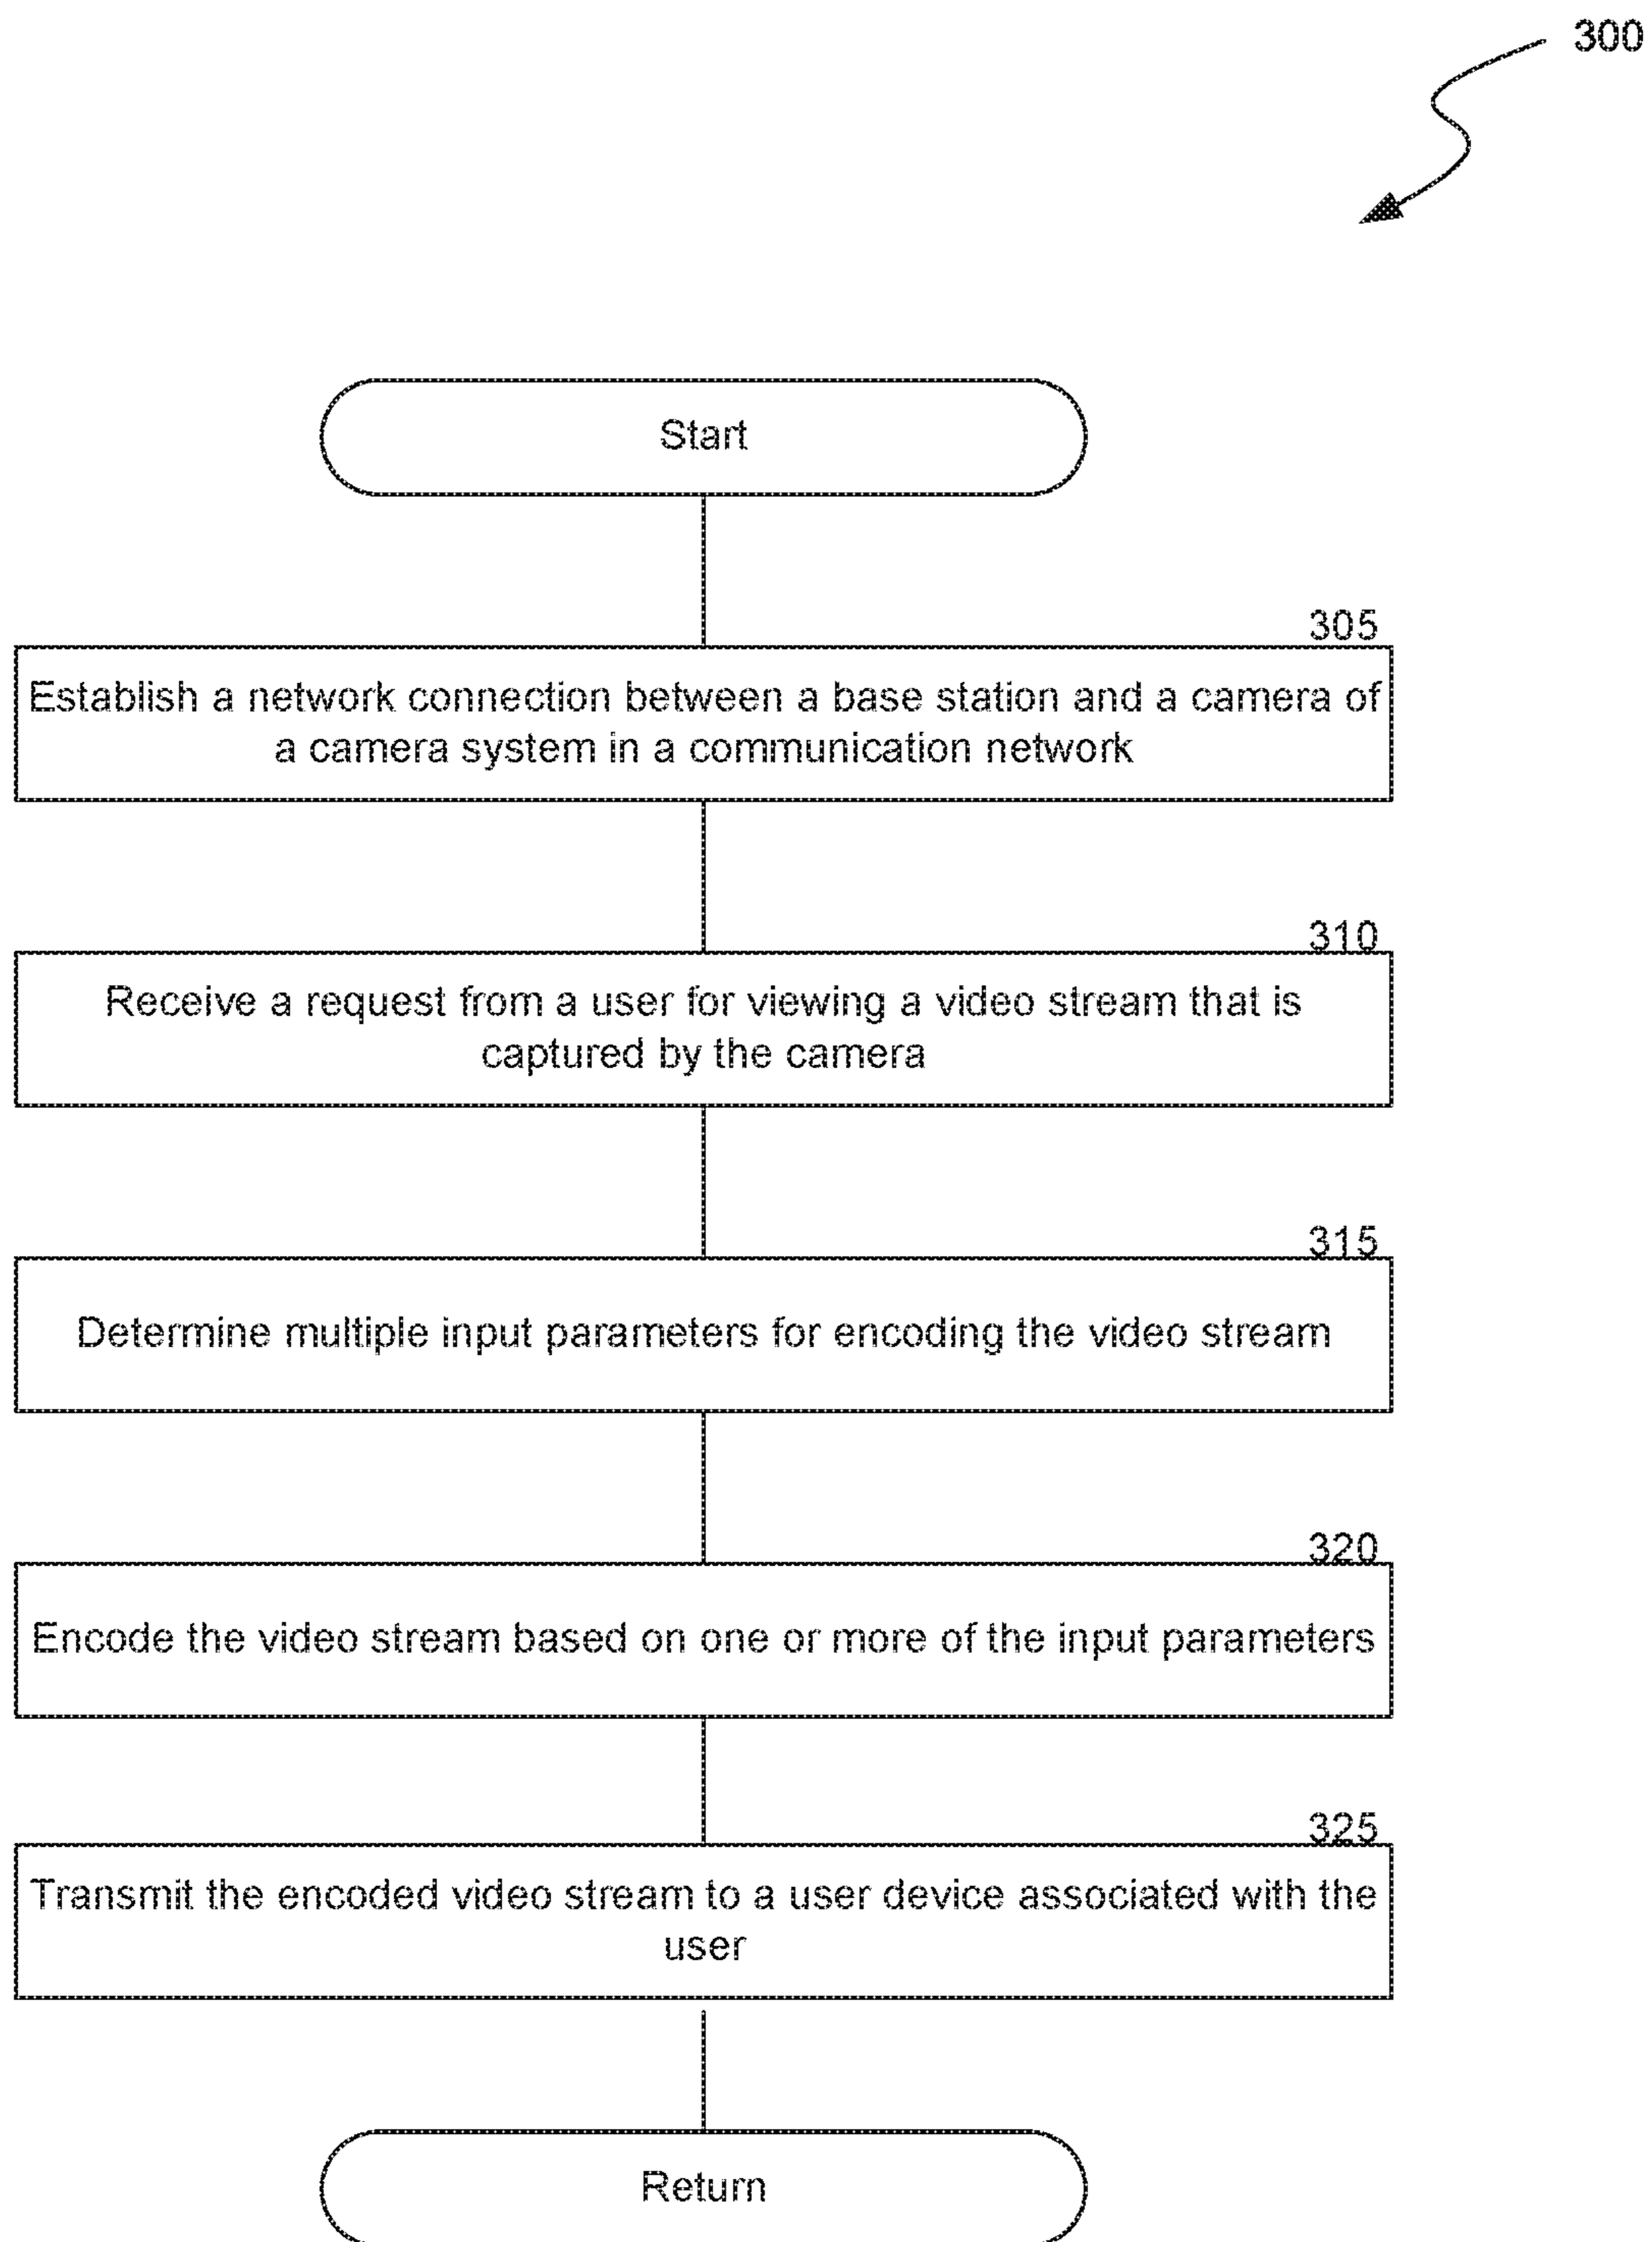 300
Start
305
Establish a network connection between a base station and a camera of
a camera system in a communication network
310
Receive a request from a user for viewing a video stream that is
captured by the camera
315
Determine multiple input parameters for encoding the video stream
320
Encode the video stream based on one or more of the input parameters
325
Transmit the encoded video stream to a user device associated with the
user
Return